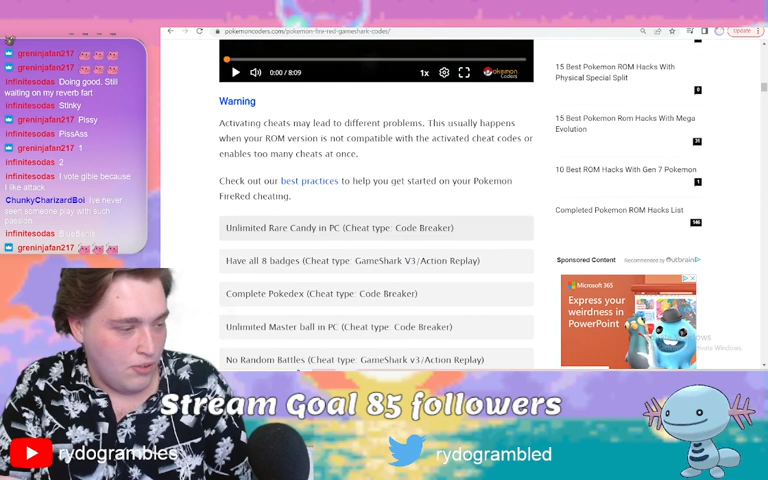 greninjafan217
greninjafan217
infinitesodas Doing good. Still
waiting on my reverb fart
infinitesodas Stinky
greninjafan217 Pissy
infinitesodas PissAss
greninjafan217 1
infinitesodas 2
infinitesodas I vote gible because
I like attack
ChunkyCharizardBoi Ive never
seen someone play with such
passion.
infinitesodas
greninjafan217
pokemoncoders.com/pokemon-fire-red-gameshark-codes/
Update
0:00 / 8:09
1x
Pokemon
Coders
Warning
Activating cheats may lead to different problems. This usually happens
when your ROM version is not compatible with the activated cheat codes or
enables too many cheats at once.
Check out our best practices to help you get started on your Pokemon
FireRed cheating.
Unlimited Rare Candy in PC (Cheat type: Code Breaker)
Have all 8 badges (Cheat type: GameShark V3/Action Replay)
Complete Pokedex (Cheat type: Code Breaker)
Unlimited Master ball in PC (Cheat type: Code Breaker)
No Random Battles (Cheat type: GameShark v3/Action Replay)
15 Best Pokemon ROM Hacks With
Physical Special Split
15 Best Pokemon Rom Hacks With Mega
Evolution
10 Best ROM Hacks With Gen 7 Pokemon
1
Completed Pokemon ROM Hacks List
146
Sponsored Content
Recommended by Outbrain
Microsoft 365
Express your
weirdness in
PowerPoint
Stream Goal 85 followers
rydogrambles
rydogrambled